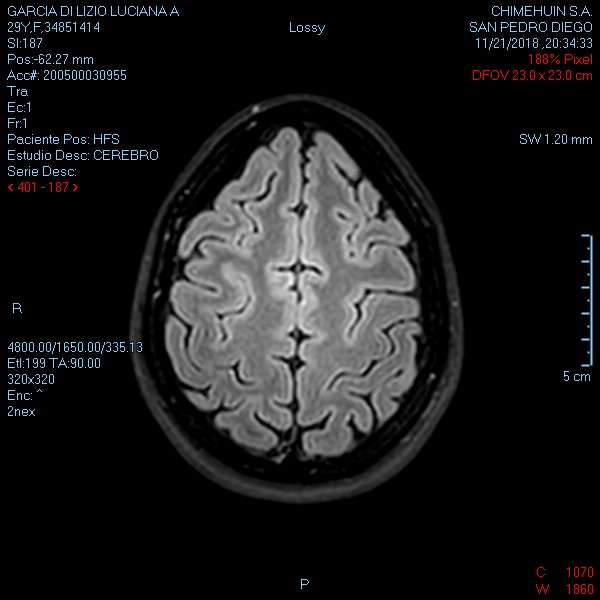 GARCIA DI LIZIO LUCIANA A
29Y,F,34851414
Sl:187
Pos:-62.27 mm
Acc#: 200500030955
Tra
Ec:1
Fr:1
Paciente Pos: HFS
Estudio Desc: CEREBRO
Serie Desc:
< 401 - 187 >
Lossy
CHIMEHUIN S.A.
SAN PEDRO DIEGO
11/21/2018 ,20:34:33
188% Pixel
DFOV 23.0 x 23.0 cm
SW 1.20 mm
R
4800.00/1650.00/335.13
Etl:199 TA:90.00
320x320
Enc: ^
2nex
5 cm
P
C 1070
W 1860